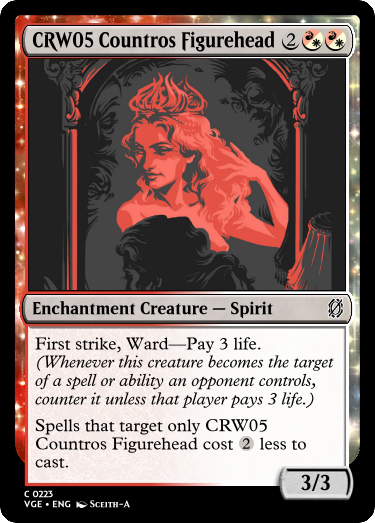 CRW05 Countros Figurehead 2
Enchantment Creature — Spirit
First strike, Ward—Pay 3 life.
(Whenever this creature becomes the target
of a spell or ability an opponent controls,
counter it unless that player pays 3 life.)
Spells that target only CRW05
Countros Figurehead cost 2 less to
cast.
3/3
C 0223
VGE • ENG Sceith-A